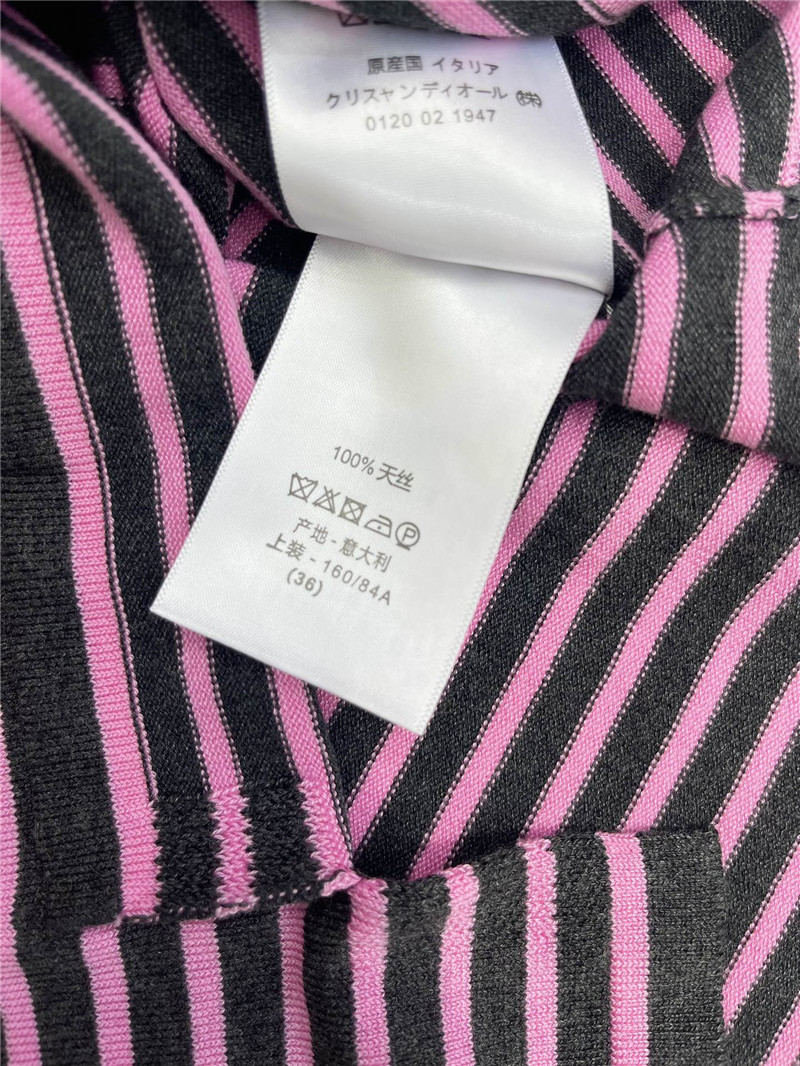 原産国 イタリア
クリスチャンディオール ㈱
0120 02 1947
100% 天丝
P
产地 - 意大利
上装 - 160/84A
(36)